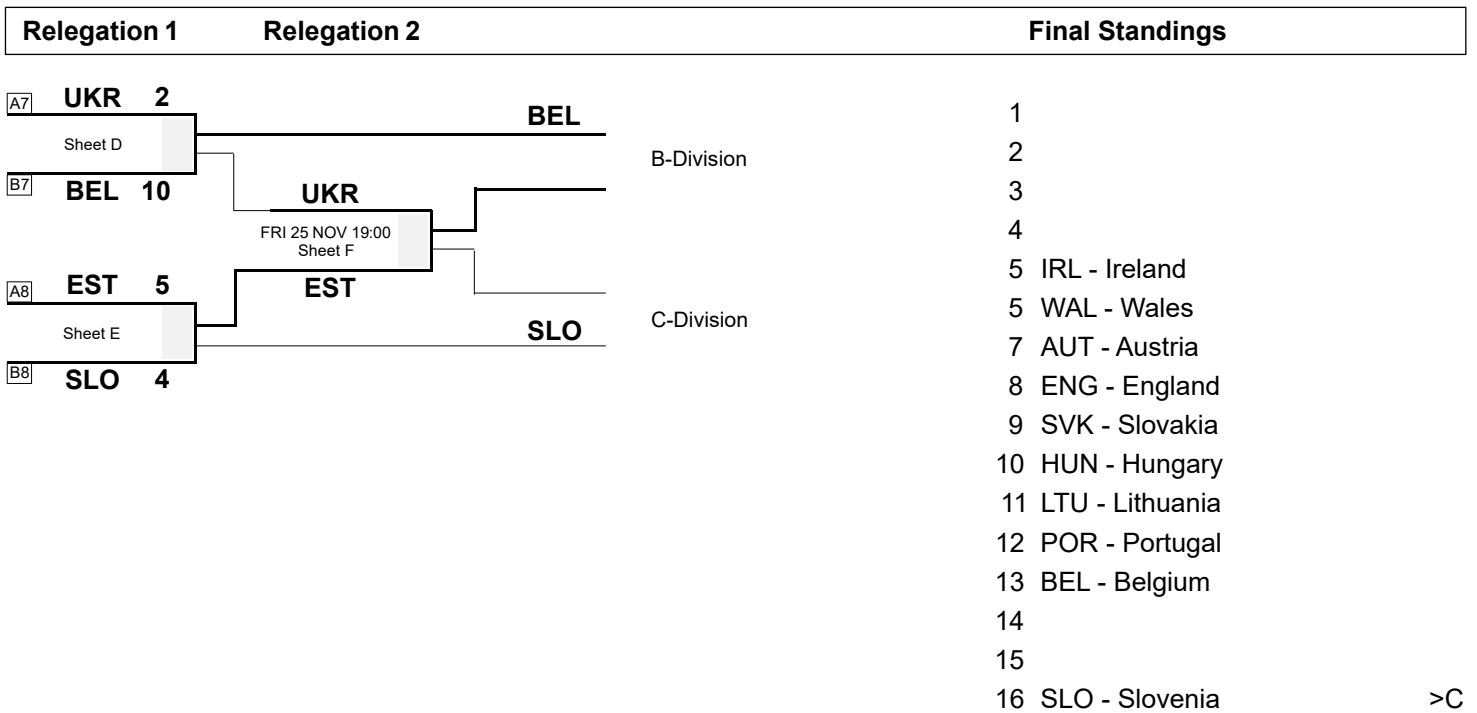 Relegation 1 Relegation 2 Final Standings
A7 UKR 2
Sheet D
B7 BEL 10
BEL
B-Division
UKR
FRI 25 NOV 19:00
Sheet F
EST
A8 EST 5
Sheet E
B8 SLO 4
C-Division
SLO
1
2
3
4
5 IRL - Ireland
5 WAL - Wales
7 AUT - Austria
8 ENG - England
9 SVK - Slovakia
10 HUN - Hungary
11 LTU - Lithuania
12 POR - Portugal
13 BEL - Belgium
14
15
16 SLO - Slovenia >C